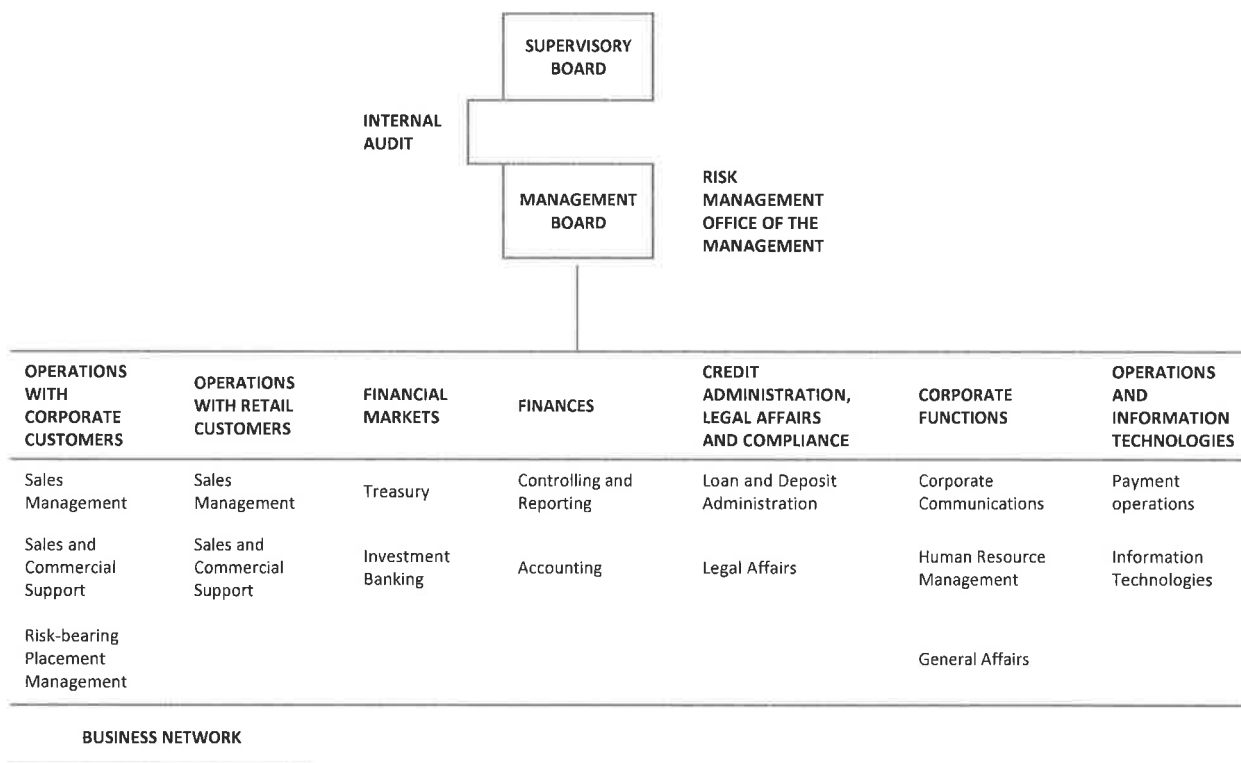 SUPERVISORY
BOARD
INTERNAL
AUDIT
MANAGEMENT
BOARD
RISK
MANAGEMENT
OFFICE OF THE
MANAGEMENT
OPERATIONS
WITH
CORPORATE
CUSTOMERS
OPERATIONS
WITH RETAIL
CUSTOMERS
FINANCIAL
MARKETS
FINANCES
CREDIT
ADMINISTRATION,
LEGAL AFFAIRS
AND COMPLIANCE
CORPORATE
FUNCTIONS
OPERATIONS
AND
INFORMATION
TECHNOLOGIES
Sales
Management
Sales
Management
Treasury
Controlling and
Reporting
Loan and Deposit
Administration
Corporate
Communications
Payment
operations
Sales and
Commercial
Support
Sales and
Commercial
Support
Investment
Banking
Accounting
Legal Affairs
Human Resource
Management
Information
Technologies
Risk-bearing
Placement
Management
General Affairs
BUSINESS NETWORK